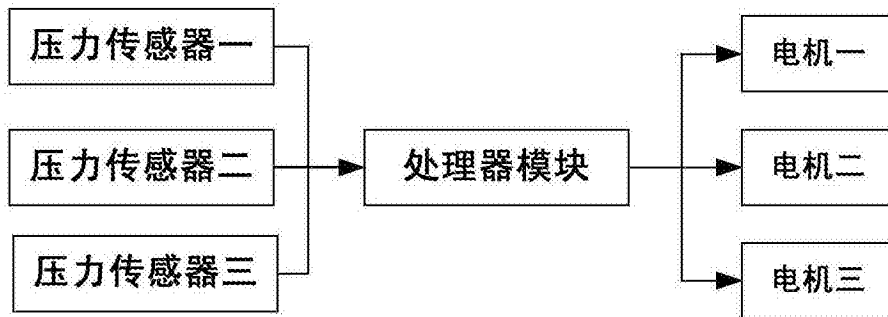 压力传感器一
压力传感器二
压力传感器三
处理器模块
电机一
电机二
电机三